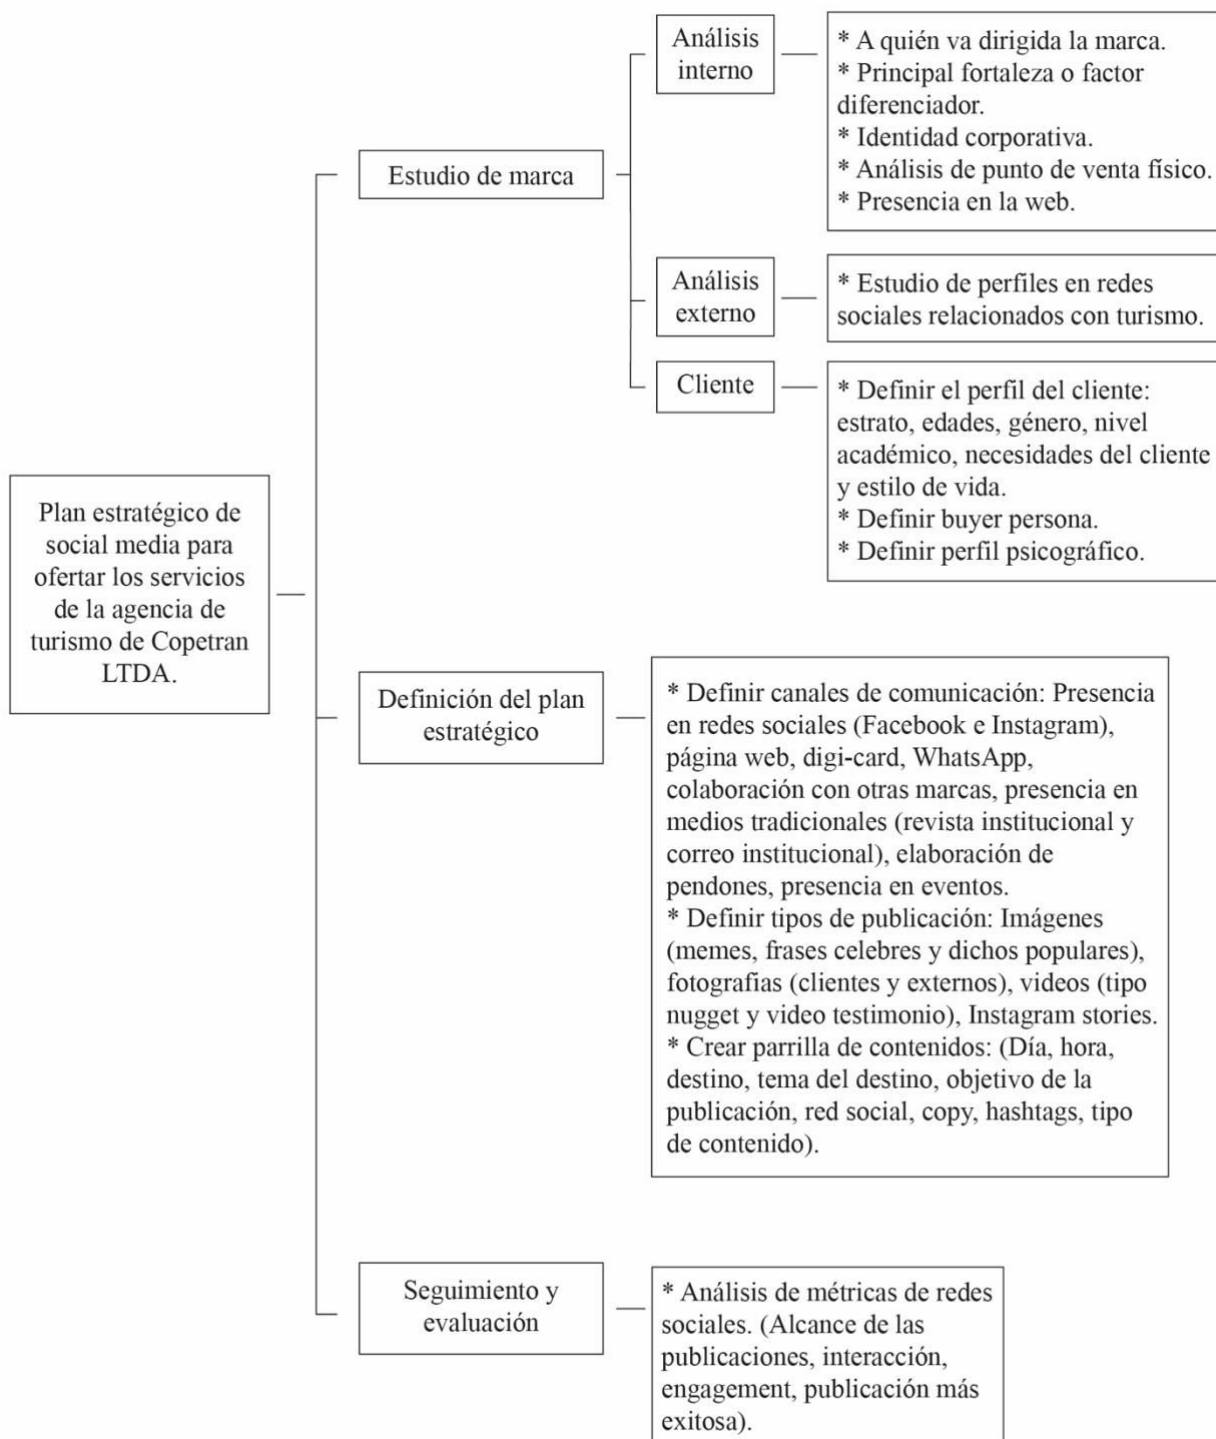 Plan estratégico de
social media para
ofertar los servicios
de la agencia de
turismo de Copetran
LTDA.
Estudio de marca
Análisis
interno
* A quién va dirigida la marca.
* Principal fortaleza o factor
diferenciador.
* Identidad corporativa.
* Análisis de punto de venta físico.
* Presencia en la web.
Análisis
externo
* Estudio de perfiles en redes
sociales relacionados con turismo.
Cliente
* Definir el perfil del cliente:
estrato, edades, género, nivel
académico, necesidades del cliente
y estilo de vida.
* Definir buyer persona.
* Definir perfil psicográfico.
Definición del plan
estratégico
* Definir canales de comunicación: Presencia
en redes sociales (Facebook e Instagram),
página web, digi-card, WhatsApp,
colaboración con otras marcas, presencia en
medios tradicionales (revista institucional y
correo institucional), elaboración de
pendones, presencia en eventos.
* Definir tipos de publicación: Imágenes
(memes, frases celebres y dichos populares),
fotografías (clientes y externos), videos (tipo
nugget y video testimonio), Instagram stories.
* Crear parrilla de contenidos: (Día, hora,
destino, tema del destino, objetivo de la
publicación, red social, copy, hashtags, tipo
de contenido).
Seguimiento y
evaluación
* Análisis de métricas de redes
sociales. (Alcance de las
publicaciones, interacción,
engagement, publicación más
exitosa).